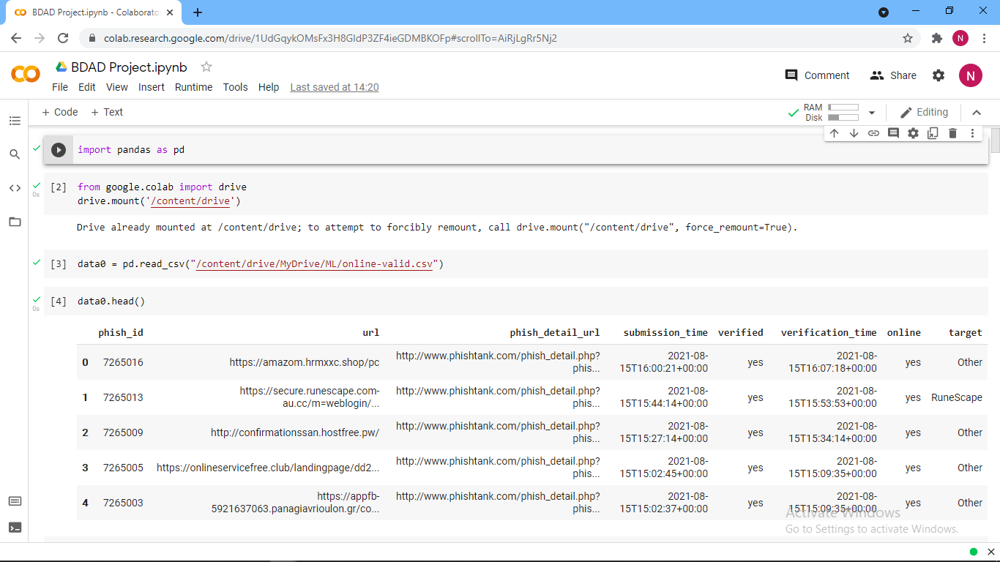 BDAD Project.ipynb - Colaborato
colab.research.google.com/drive/1UdGqykOMsFx3H8GIdP3ZF4ieGDMBKOFp#scrollTo=AiRjLgRr5Nj2
N
BDAD Project.ipynb
Comment
Share
N
File Edit View Insert Runtime Tools Help Last saved at 14:20
+ Code + Text
RAM
Disk
Editing
import pandas as pd
[2] from google.colab import drive
0s
drive.mount('/content/drive')
Drive already mounted at /content/drive; to attempt to forcibly remount, call drive.mount("/content/drive", force_remount=True).
[3] data0 = pd.read_csv("/content/drive/MyDrive/ML/online-valid.csv")
[4] data0.head()
0s
phish_id url phish_detail_url submission_time verified verification_time online target
0 7265016 https://amazom.hrmxxc.shop/pc http://www.phishtank.com/phish_detail.php? phis... 2021-08- 15T16:00:21+00:00 yes 2021-08- 15T16:07:18+00:00 yes Other
1 7265013 https://secure.runescape.com- au.cc/m=weblogin/... http://www.phishtank.com/phish_detail.php? phis... 2021-08- 15T15:44:14+00:00 yes 2021-08- 15T15:53:53+00:00 yes RuneScape
2 7265009 http://confirmationssan.hostfree.pw/ http://www.phishtank.com/phish_detail.php? phis... 2021-08- 15T15:27:14+00:00 yes 2021-08- 15T15:34:14+00:00 yes Other
3 7265005 https://onlineservicefree.club/landingpage/dd2... http://www.phishtank.com/phish_detail.php? phis... 2021-08- 15T15:02:45+00:00 yes 2021-08- 15T15:09:35+00:00 yes Other
4 7265003 https://appfb- 5921637063.panagiavrioulon.gr/co... http://www.phishtank.com/phish_detail.php? phis... 2021-08- 15T15:02:37+00:00 yes 2021-08- 15T15:09:35+00:00 yes Other
Activate Windows
Go to Settings to activate Windows.